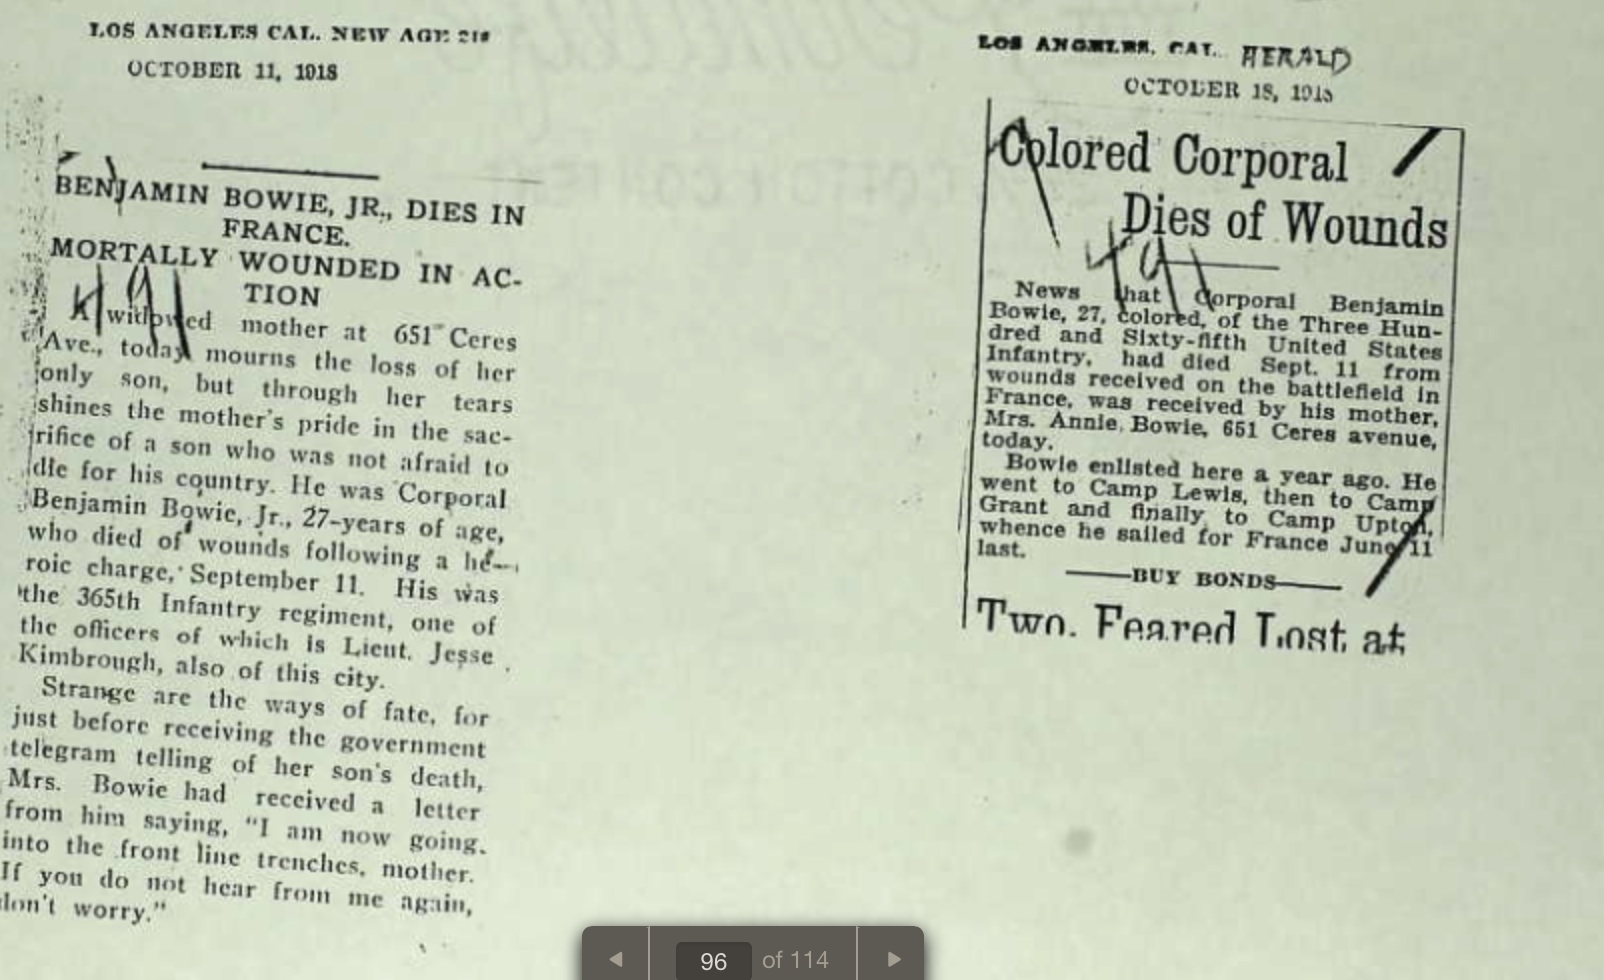 LOS ANGELES CAL. NEW AGE
OCTOBER 11, 1918
BENJAMIN BOWIE, JR., DIES IN
FRANCE.
MORTALLY WOUNDED IN AC-
TION
A widowed mother at 651 Ceres
Ave., today mourns the loss of her
only son, but through her tears
shines the mother's pride in the sac-
rifice of a son who was not afraid to
die for his country. He was Corporal
Benjamin Bowie, Jr., 27-years of age,
who died of wounds following a he-
roic charge, September 11. His was
the 365th Infantry regiment, one of
the officers of which is Lieut. Jesse
Kimbrough, also of this city.
Strange are the ways of fate, for
just before receiving the government
telegram telling of her son's death,
Mrs. Bowie had received a letter
from him saying, "I am now going
into the front line trenches, mother.
If you do not hear from me again,
don't worry."
LOS ANGELES, CAL. HERALD
OCTOBER 18, 1918
Colored Corporal
Dies of Wounds
News that Corporal Benjamin
Bowie, 27, colored, of the Three Hun-
dred and Sixty-fifth United States
Infantry, had died Sept. 11 from
wounds received on the battlefield in
France, was received by his mother,
Mrs. Annie Bowie, 651 Ceres avenue,
today.
Bowie enlisted here a year ago. He
went to Camp Lewis, then to Camp
Grant and finally to Camp Upton,
whence he sailed for France June 11
last.
BUY BONDS
Two Feared Lost at
96 of 114